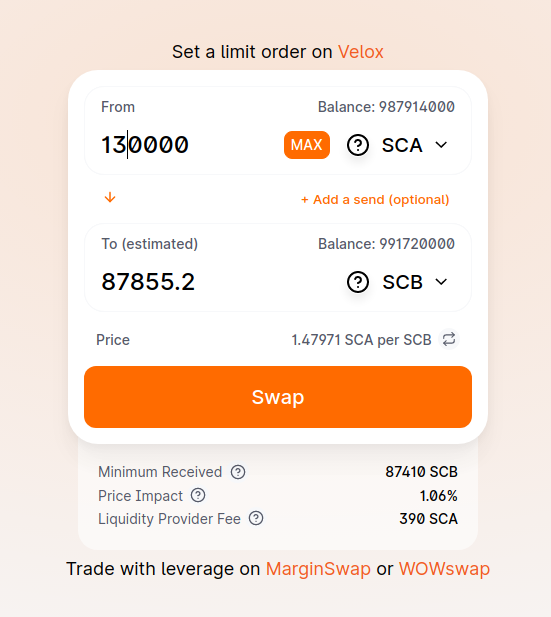 Set a limit order on Velox
From Balance: 987914000
130000 MAX SCA
+ Add a send (optional)
To (estimated) Balance: 991720000
87855.2 SCB
Price 1.47971 SCA per SCB
Swap
Minimum Received 87410 SCB
Price Impact 1.06%
Liquidity Provider Fee 390 SCA
Trade with leverage on MarginSwap or WOWswap